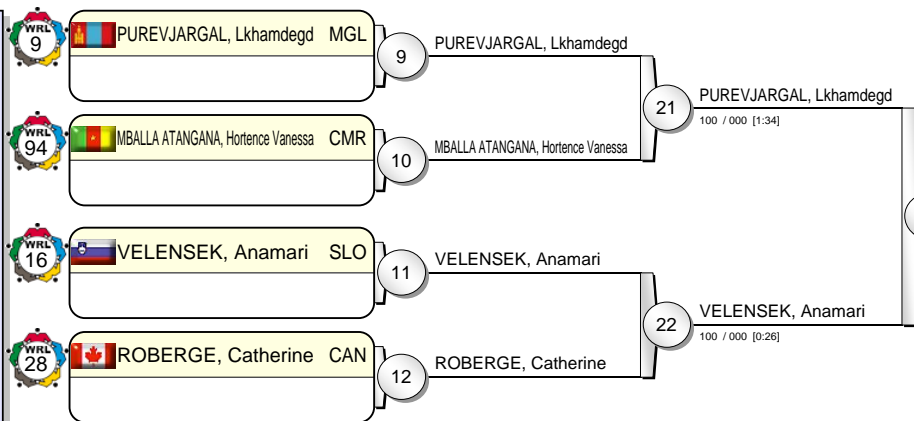 WRL
9
PUREVJARGAL, Lkhamdegd MGL
9
PUREVJARGAL, Lkhamdegd
21
PUREVJARGAL, Lkhamdegd
100 / 000 [1:34]
WRL
94
MBALLA ATANGANA, Hortence Vanessa CMR
10
MBALLA ATANGANA, Hortence Vanessa
WRL
16
VELENSEK, Anamari SLO
11
VELENSEK, Anamari
22
VELENSEK, Anamari
100 / 000 [0:26]
WRL
28
ROBERGE, Catherine CAN
12
ROBERGE, Catherine